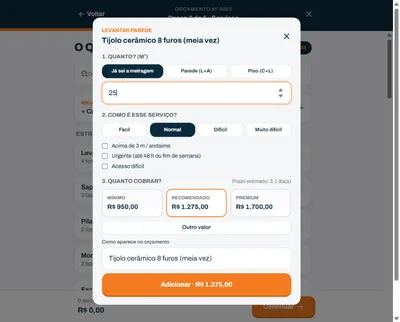 ← Voltar
ORÇAMENTO Nº 0023
LEVANTAR PAREDE
Tijolo cerâmico 8 furos (meia vez)
1. QUANTO? (M²)
Já sei a metragem
Parede (L×A)
Piso (C×L)
25
2. COMO É ESSE SERVIÇO?
Fácil
Normal
Difícil
Muito difícil
Acima de 3 m / andaime
Urgente (até 48 h ou fim de semana)
Acesso difícil
3. QUANTO COBRAR?
Prazo estimado: 3.1 dia(s)
MÍNIMO
R$ 950,00
RECOMENDADO
R$ 1.275,00
PREMIUM
R$ 1.700,00
Outro valor
Como aparece no orçamento
Tijolo cerâmico 8 furos (meia vez)
Adicionar · R$ 1.275,00
R$ 0,00
Continuar →